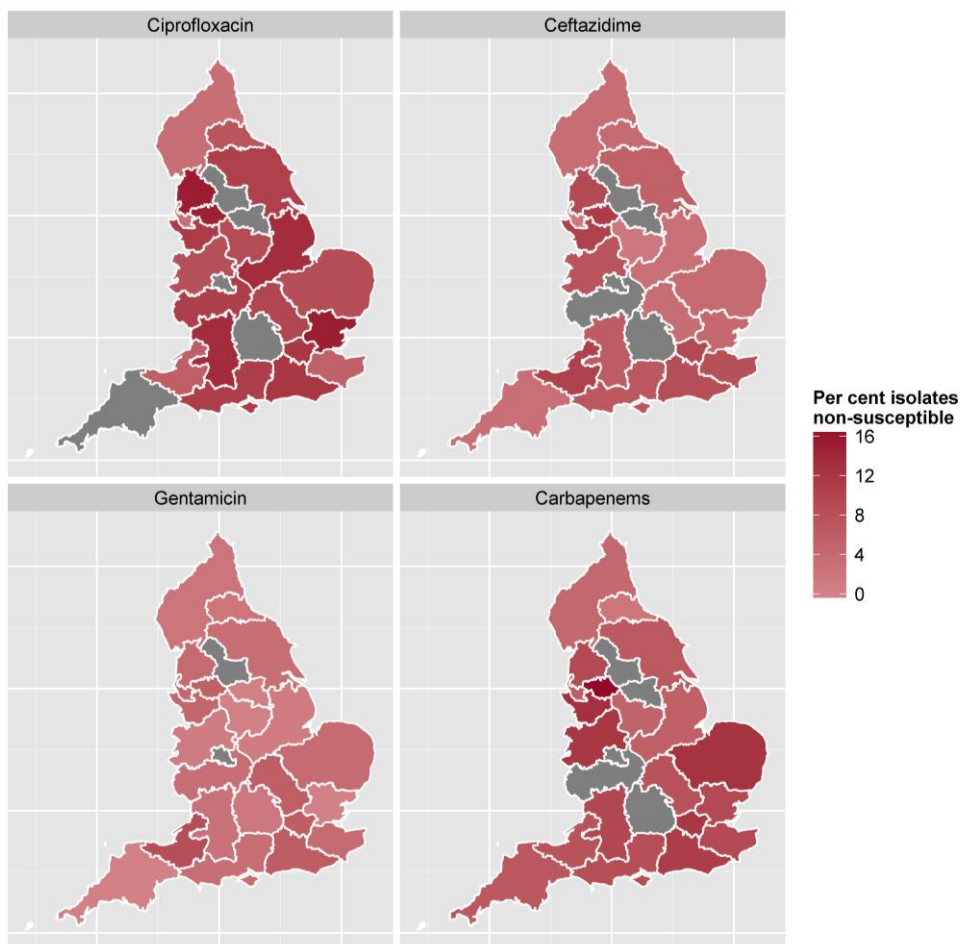 Ciprofloxacin
Ceftazidime
Per cent isolates
non-susceptible
16
12
8
4
0
Gentamicin
Carbapenems